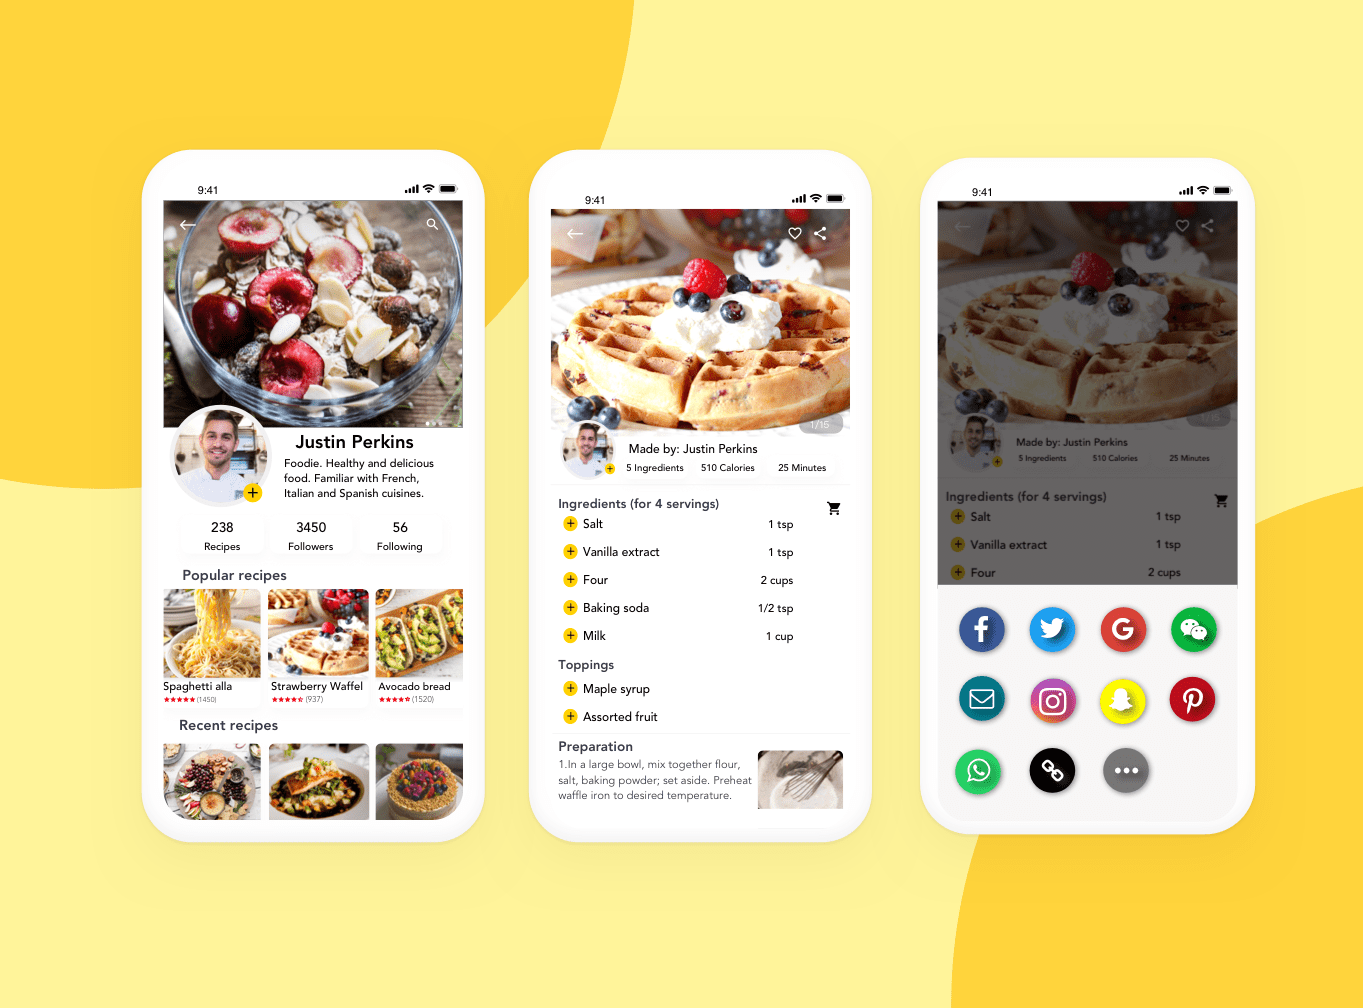 9:41
Justin Perkins
Foodie. Healthy and delicious
food. Familiar with French,
Italian and Spanish cuisines.
238
3450
56
Recipes
Followers
Following
Popular recipes
Spaghetti alla
Strawberry Waffel
Avocado bread
(1450)
(937)
(1520)
Recent recipes
9:41
1/15
Made by: Justin Perkins
5 Ingredients
510 Calories
25 Minutes
Ingredients (for 4 servings)
Salt
1 tsp
Vanilla extract
1 tsp
Four
2 cups
Baking soda
1/2 tsp
Milk
1 cup
Toppings
Maple syrup
Assorted fruit
Preparation
1.In a large bowl, mix together flour,
salt, baking powder; set aside. Preheat
waffle iron to desired temperature.
9:41
Made by: Justin Perkins
5 Ingredients
510 Calories
25 Minutes
Ingredients (for 4 servings)
Salt
1 tsp
Vanilla extract
1 tsp
Four
2 cups